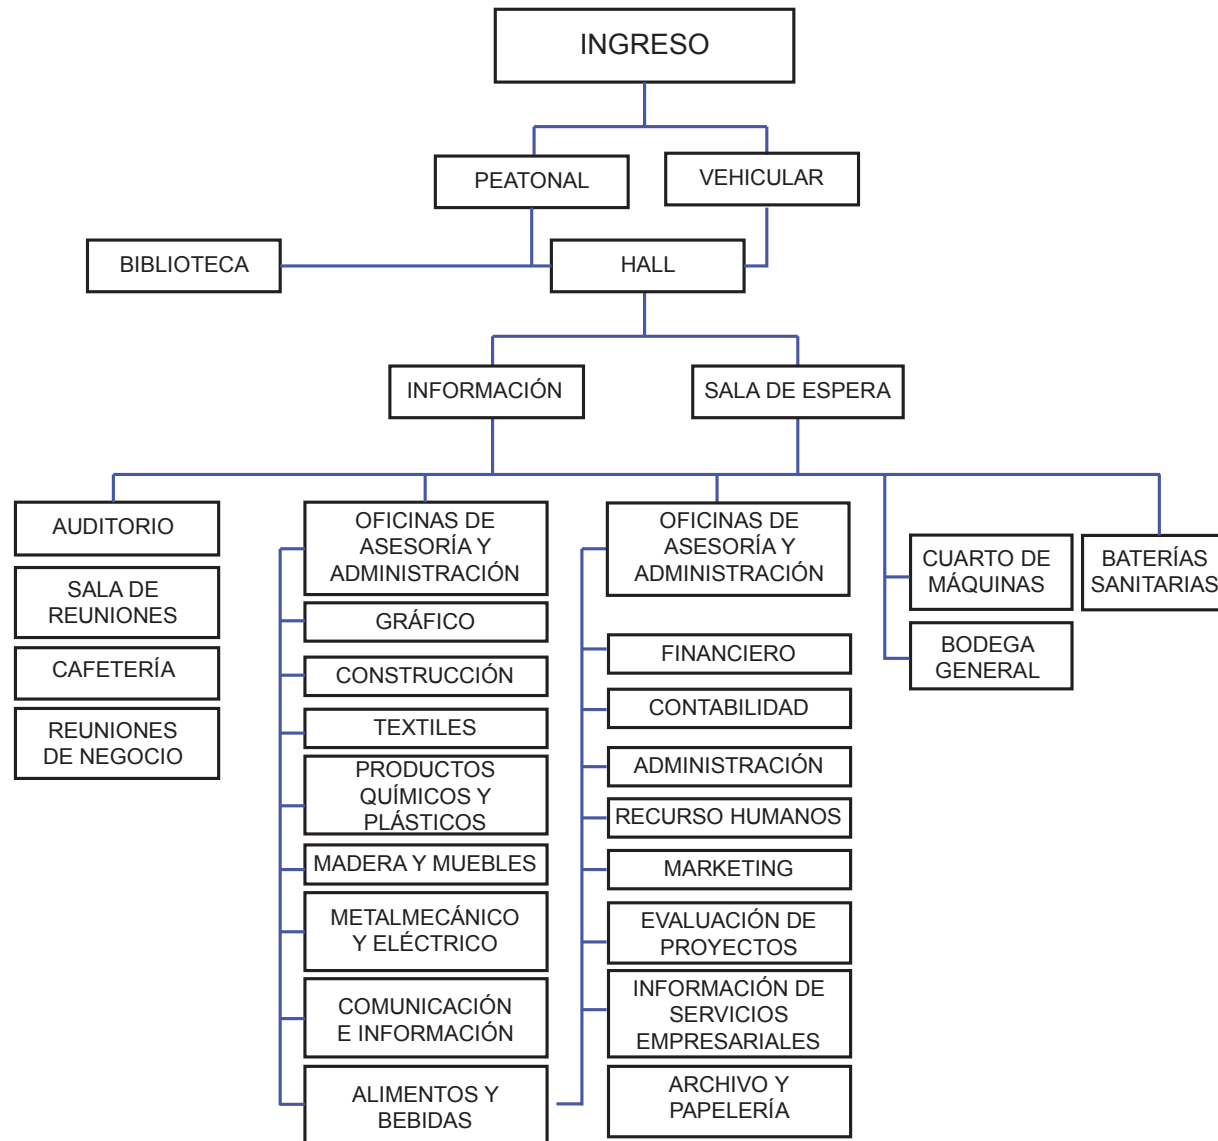 INGRESO
PEATONAL
VEHICULAR
BIBLIOTECA
HALL
INFORMACIÓN
SALA DE ESPERA
AUDITORIO
SALA DE
REUNIONES
CAFETERÍA
REUNIONES
DE NEGOCIO
OFICINAS DE
ASESORÍA Y
ADMINISTRACIÓN
GRÁFICO
CONSTRUCCIÓN
TEXTILES
PRODUCTOS
QUÍMICOS Y
PLÁSTICOS
MADERA Y MUEBLES
METALMECÁNICO
Y ELÉCTRICO
COMUNICACIÓN
E INFORMACIÓN
ALIMENTOS Y
BEBIDAS
OFICINAS DE
ASESORÍA Y
ADMINISTRACIÓN
FINANCIERO
CONTABILIDAD
ADMINISTRACIÓN
RECURSO HUMANOS
MARKETING
EVALUACIÓN DE
PROYECTOS
INFORMACIÓN DE
SERVICIOS
EMPRESARIALES
ARCHIVO Y
PAPELERÍA
CUARTO DE
MÁQUINAS
BODEGA
GENERAL
BATERÍAS
SANITARIAS